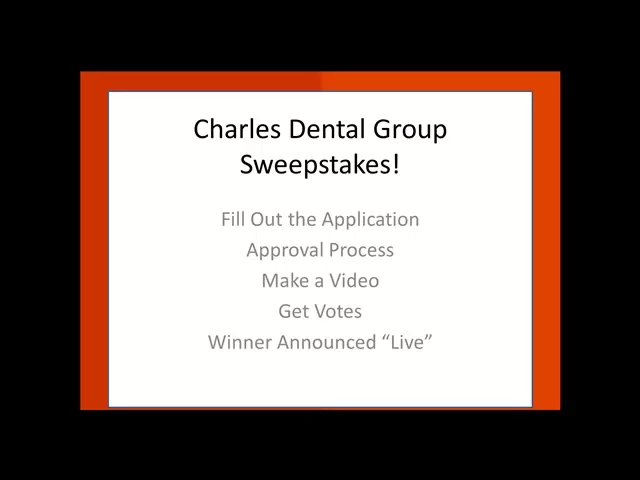 Charles Dental Group
Sweepstakes!
Fill Out the Application
Approval Process
Make a Video
Get Votes
Winner Announced “Live”